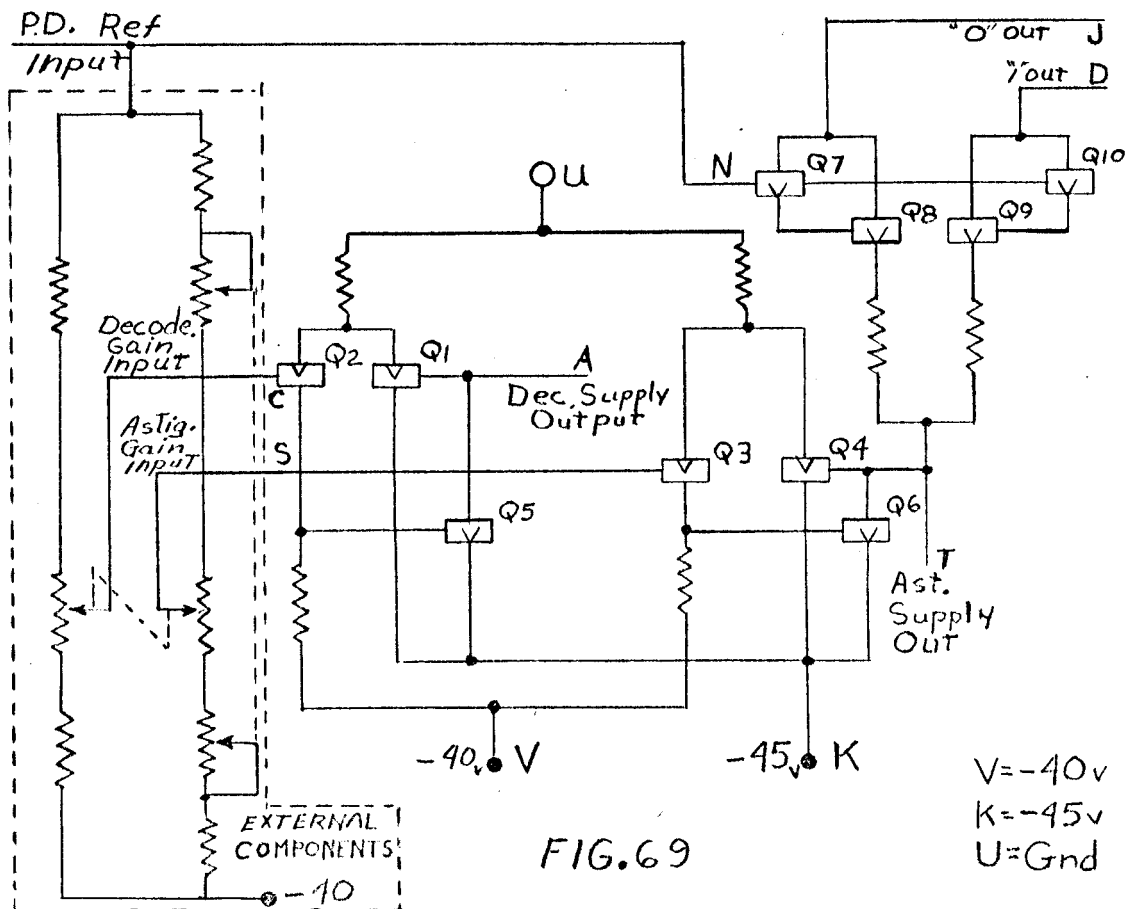 P.D. Ref
Input
"O" out J
"1" out D
U
N
Q7
Q10
Q8
Q9
Decode.
Gain
Input
Q2
Q1
A
C
Dec. Supply
Output
Astig.
Gain
Input
S
Q3
Q4
Q5
Q6
T
Ast.
Supply
Out
-40v V
-45v K
V=-40v
K=-45v
U=Gnd
EXTERNAL
COMPONENTS
FIG.69
-40